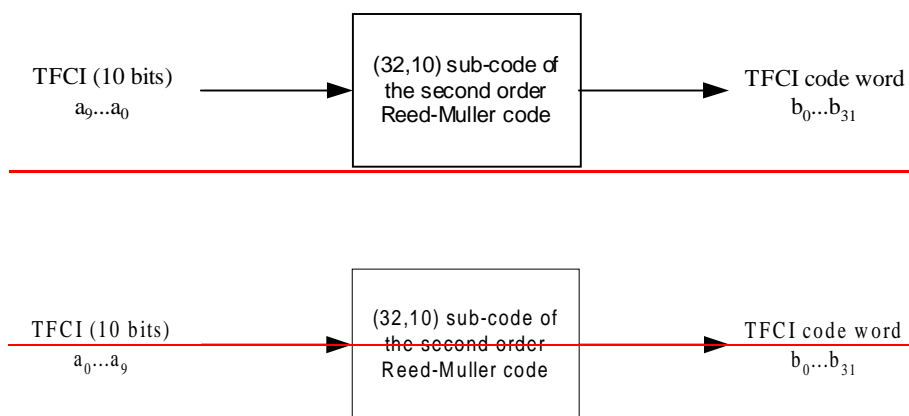 TFCI (10 bits)
a₉...a₀
(32,10) sub-code of
the second order
Reed-Muller code
TFCI code word
b₀...b₃₁
TFCI (10 bits)
a₀...a₉
(32,10) sub-code of
the second order
Reed-Muller code
TFCI code word
b₀...b₃₁